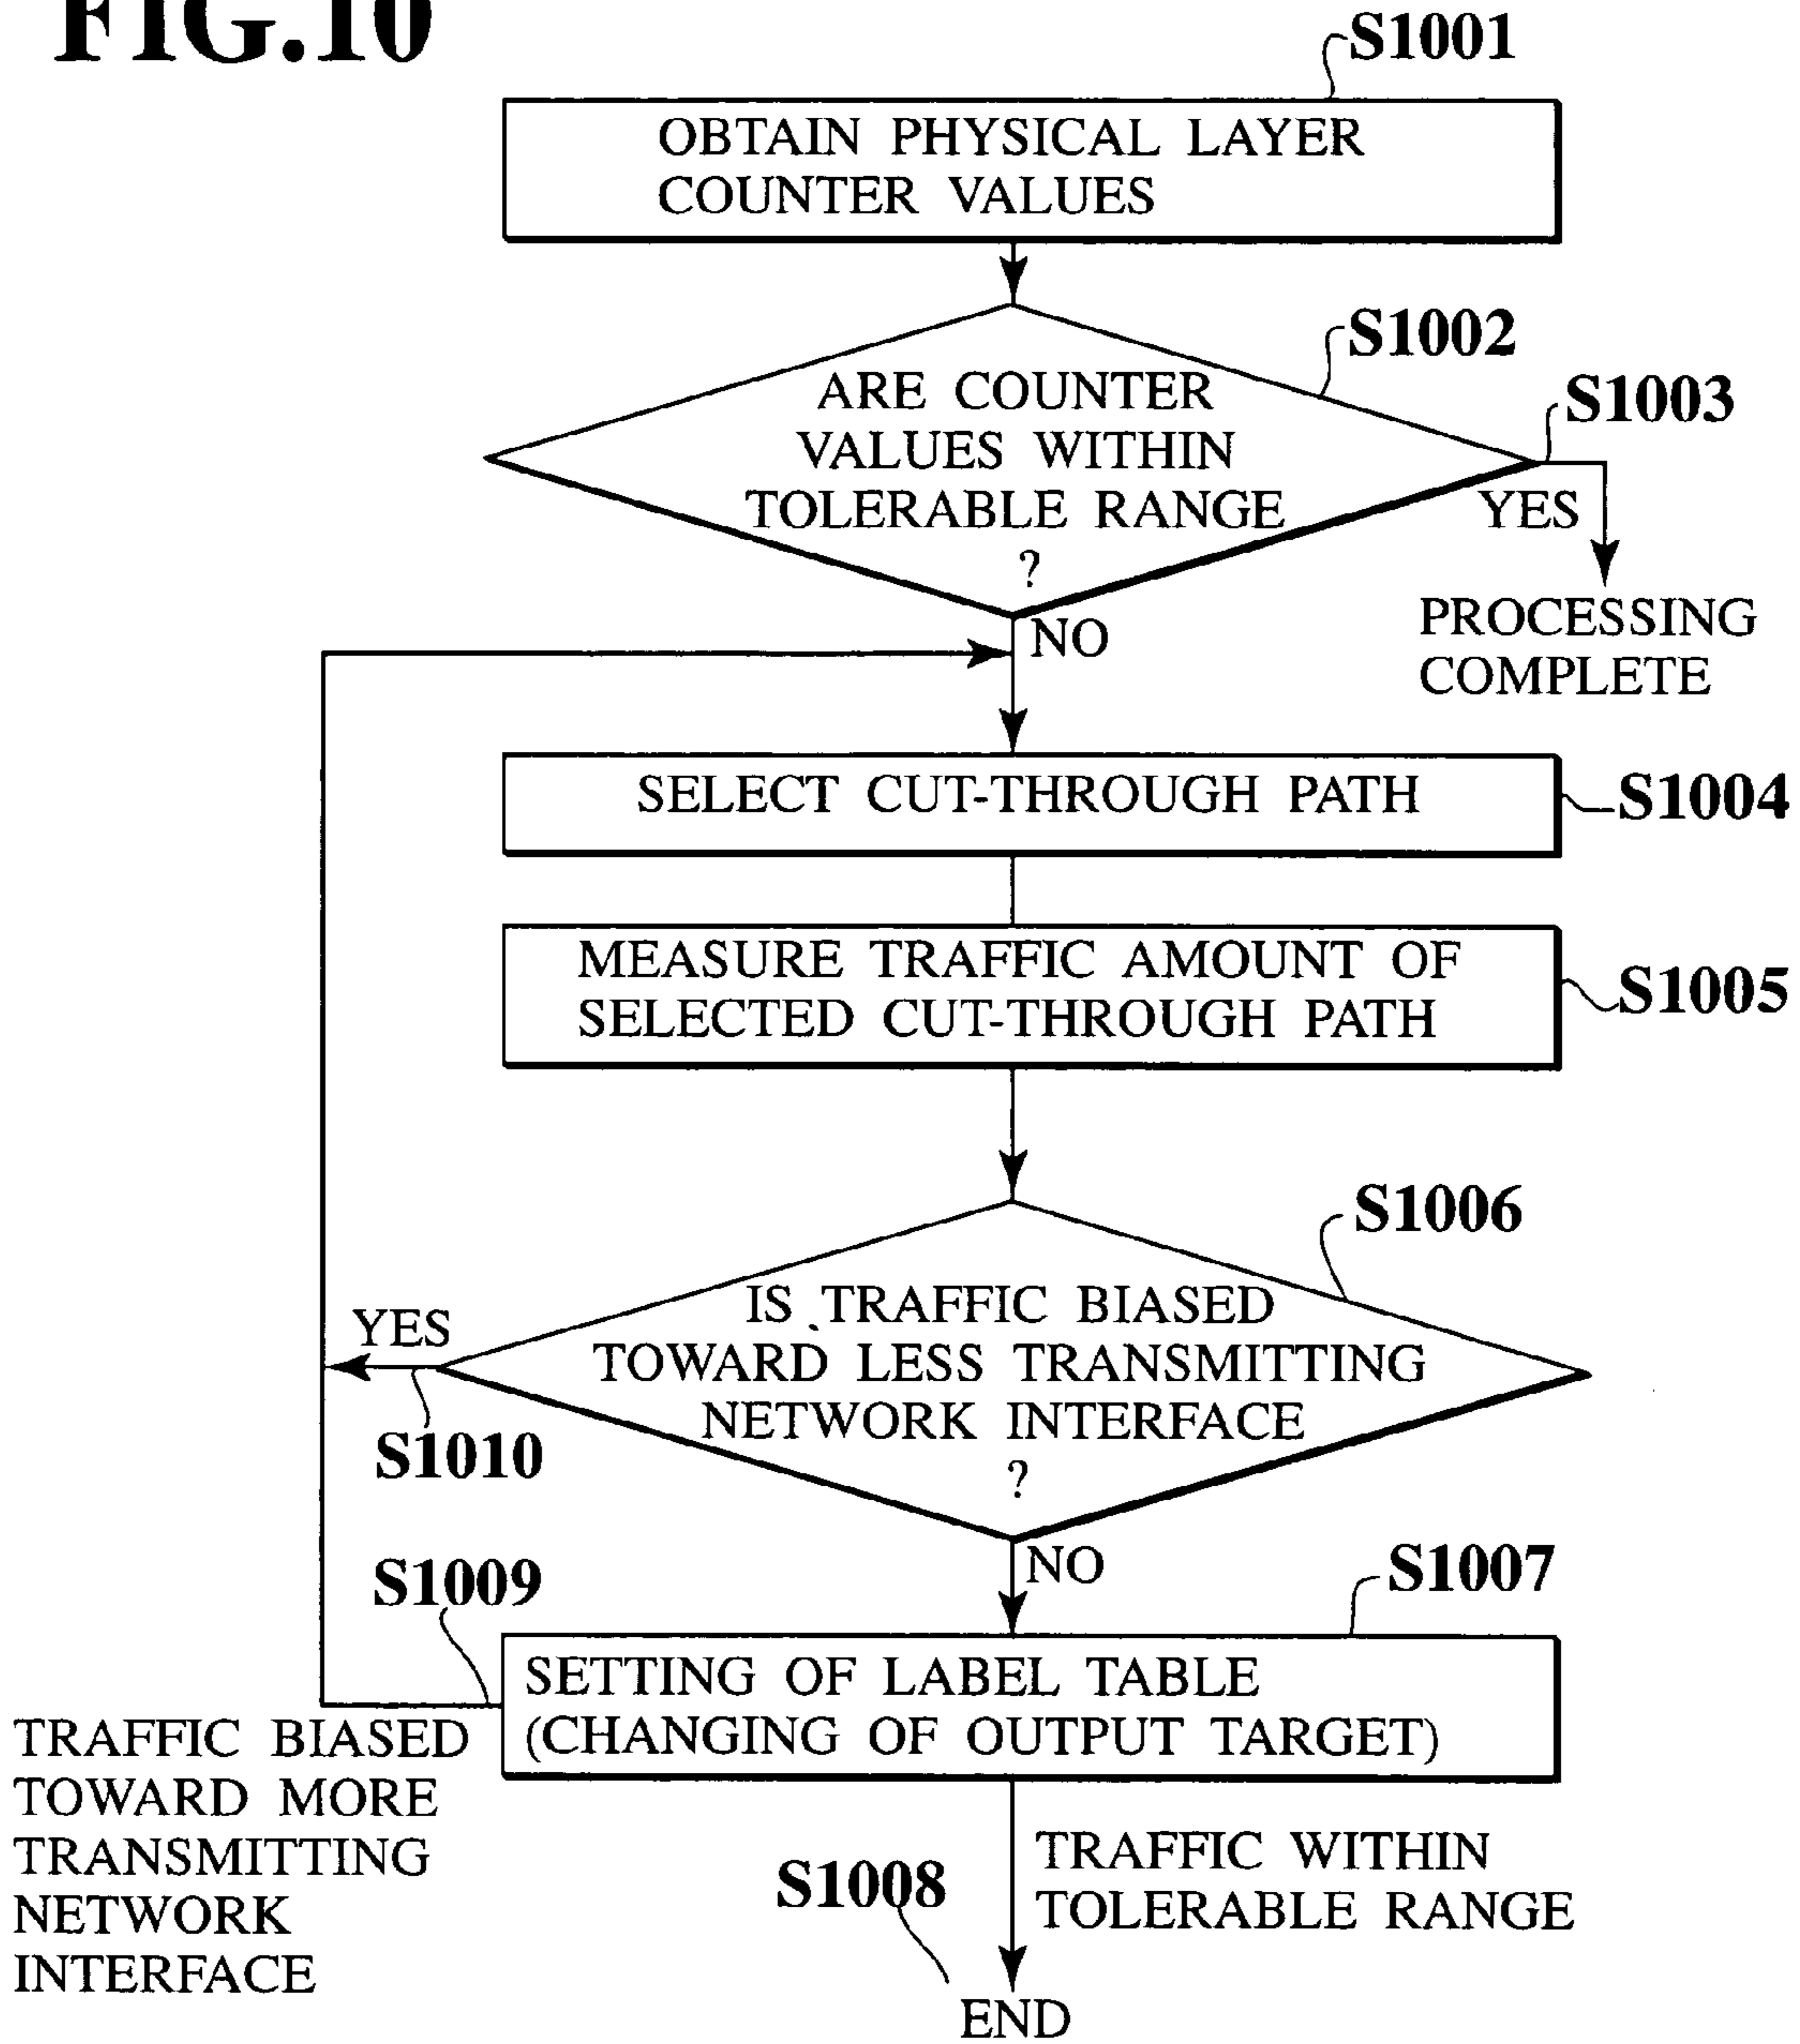 FIG.10
S1001
OBTAIN PHYSICAL LAYER
COUNTER VALUES
S1002
ARE COUNTER
VALUES WITHIN
TOLERABLE RANGE
?
S1003
YES
PROCESSING
COMPLETE
NO
SELECT CUT-THROUGH PATH
S1004
MEASURE TRAFFIC AMOUNT OF
SELECTED CUT-THROUGH PATH
S1005
S1006
IS TRAFFIC BIASED
TOWARD LESS TRANSMITTING
NETWORK INTERFACE
?
YES
S1010
NO
S1009
S1007
SETTING OF LABEL TABLE
(CHANGING OF OUTPUT TARGET)
TRAFFIC BIASED
TOWARD MORE
TRANSMITTING
NETWORK
INTERFACE
S1008
TRAFFIC WITHIN
TOLERABLE RANGE
END